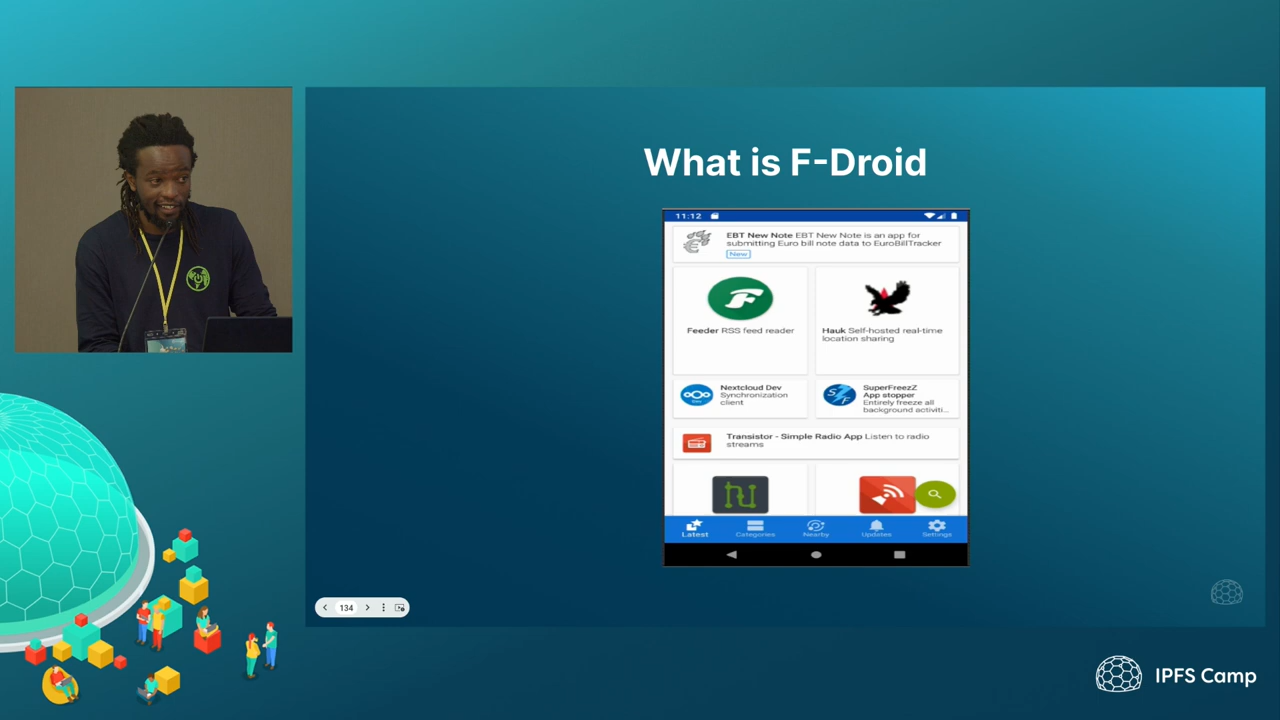 What is F-Droid
11:12
EBT New Note EBT New Note is an app for
submitting Euro bill note data to EuroBillTracker
New
Feeder RSS feed reader
Hauk Self-hosted real-time
location sharing
Nextcloud Dev
Synchronization
client
SuperFreezZ
App stopper
Entirely freeze all
background activiti...
Transistor - Simple Radio App Listen to radio
streams
Latest
Categories
Nearby
Updates
Settings
134
IPFS Camp